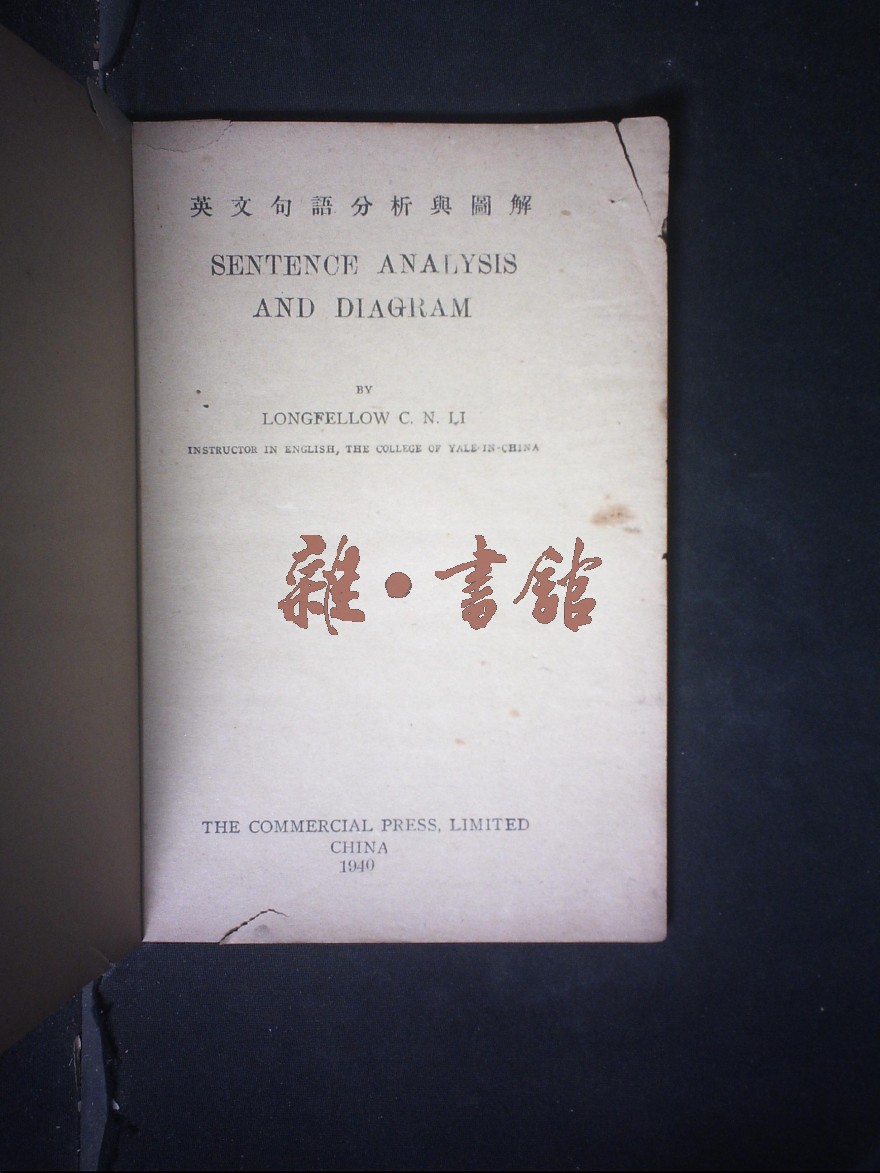 英文句語分析與圖解
SENTENCE ANALYSIS
AND DIAGRAM
BY
LONGFELLOW C. N. LI
INSTRUCTOR IN ENGLISH, THE COLLEGE OF YALE-IN-CHINA
雜·書館
THE COMMERCIAL PRESS, LIMITED
CHINA
1940